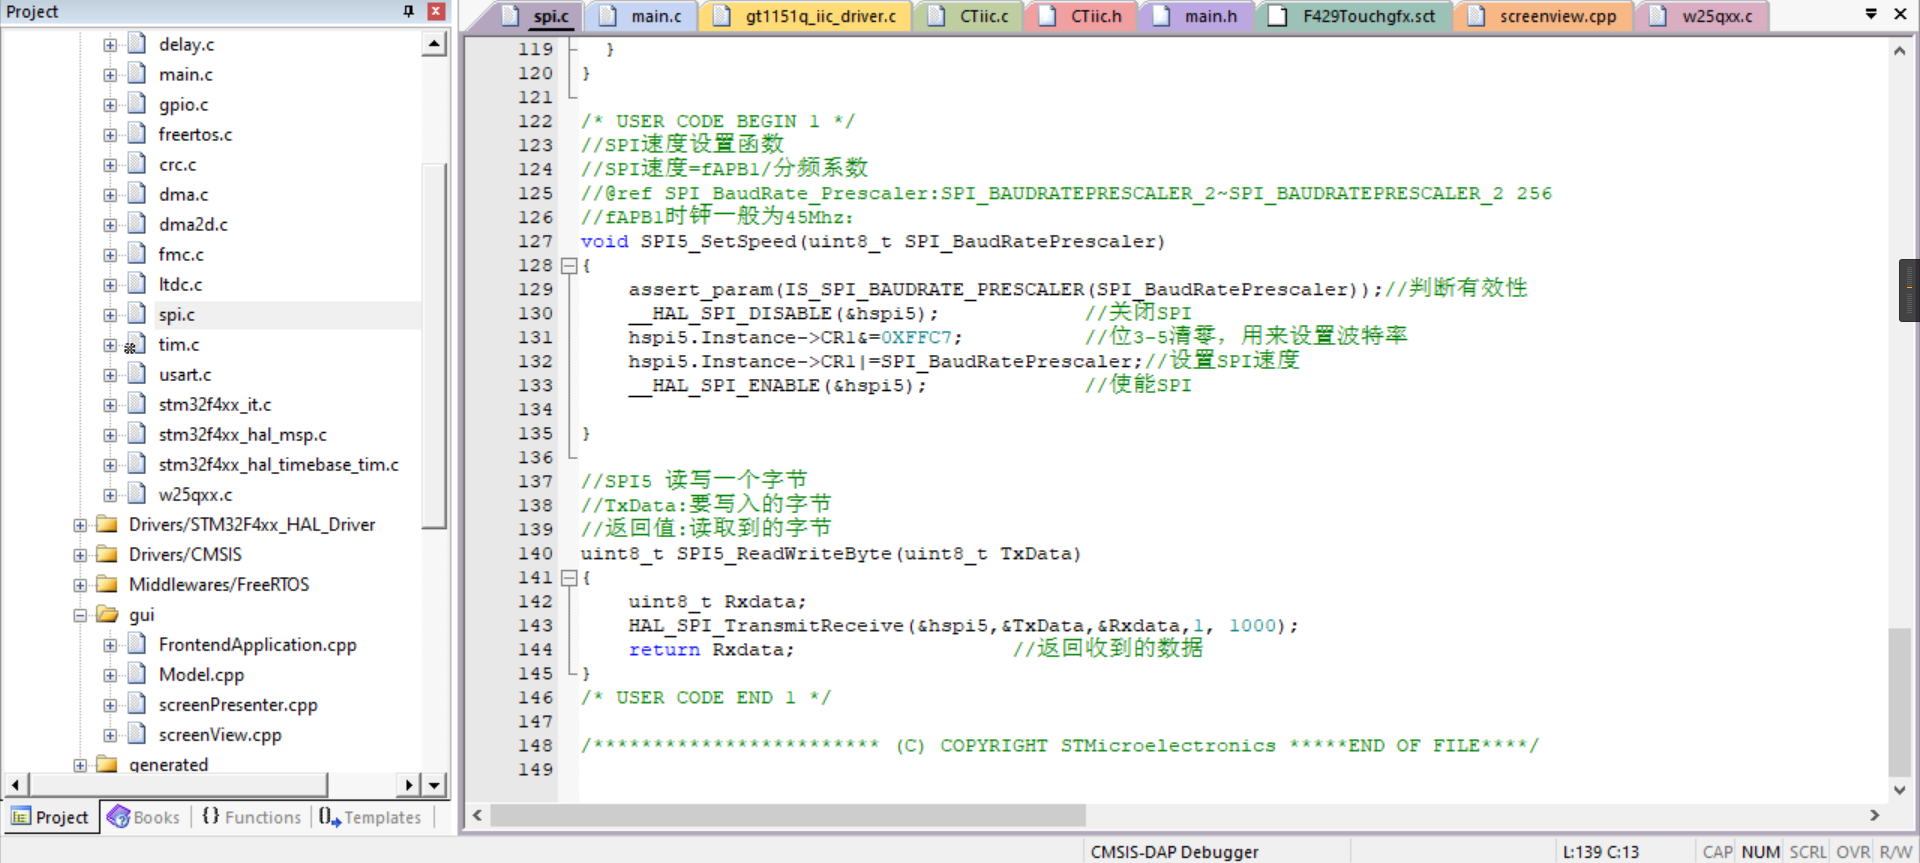 Project
delay.c
main.c
gpio.c
freertos.c
crc.c
dma.c
dma2d.c
fmc.c
ltdc.c
spi.c
tim.c
usart.c
stm32f4xx_it.c
stm32f4xx_hal_msp.c
stm32f4xx_hal_timebase_tim.c
w25qxx.c
Drivers/STM32F4xx_HAL_Driver
Drivers/CMSIS
Middlewares/FreeRTOS
gui
FrontendApplication.cpp
Model.cpp
screenPresenter.cpp
screenView.cpp
generated
Project Books {} Functions Templates
spi.c main.c gt1151q_iic_driver.c CTiic.c CTiic.h main.h F429Touchgfx.sct screenview.cpp w25qxx.c
119 }
120 }
121
122 /* USER CODE BEGIN 1 */
123 //SPI速度设置函数
124 //SPI速度=fAPB1/分频系数
125 //@ref SPI_BaudRate_Prescaler:SPI_BAUDRATEPRESCALER_2~SPI_BAUDRATEPRESCALER_2 256
126 //fAPB1时钟一般为45Mhz:
127 void SPI5_SetSpeed(uint8_t SPI_BaudRatePrescaler)
128 {
129 assert_param(IS_SPI_BAUDRATE_PRESCALER(SPI_BaudRatePrescaler));//判断有效性
130 __HAL_SPI_DISABLE(&hspi5); //关闭SPI
131 hspi5.Instance->CR1&=0XFFC7; //位3-5清零，用来设置波特率
132 hspi5.Instance->CR1|=SPI_BaudRatePrescaler;//设置SPI速度
133 __HAL_SPI_ENABLE(&hspi5); //使能SPI
134
135 }
136
137 //SPI5 读写一个字节
138 //TxData:要写入的字节
139 //返回值:读取到的字节
140 uint8_t SPI5_ReadWriteByte(uint8_t TxData)
141 {
142 uint8_t Rxdata;
143 HAL_SPI_TransmitReceive(&hspi5,&TxData,&Rxdata,1, 1000);
144 return Rxdata; //返回收到的数据
145 }
146 /* USER CODE END 1 */
147
148 /************************ (C) COPYRIGHT STMicroelectronics *****END OF FILE****/
149
CMSIS-DAP Debugger L:139 C:13 CAP NUM SCRL OVR R/W